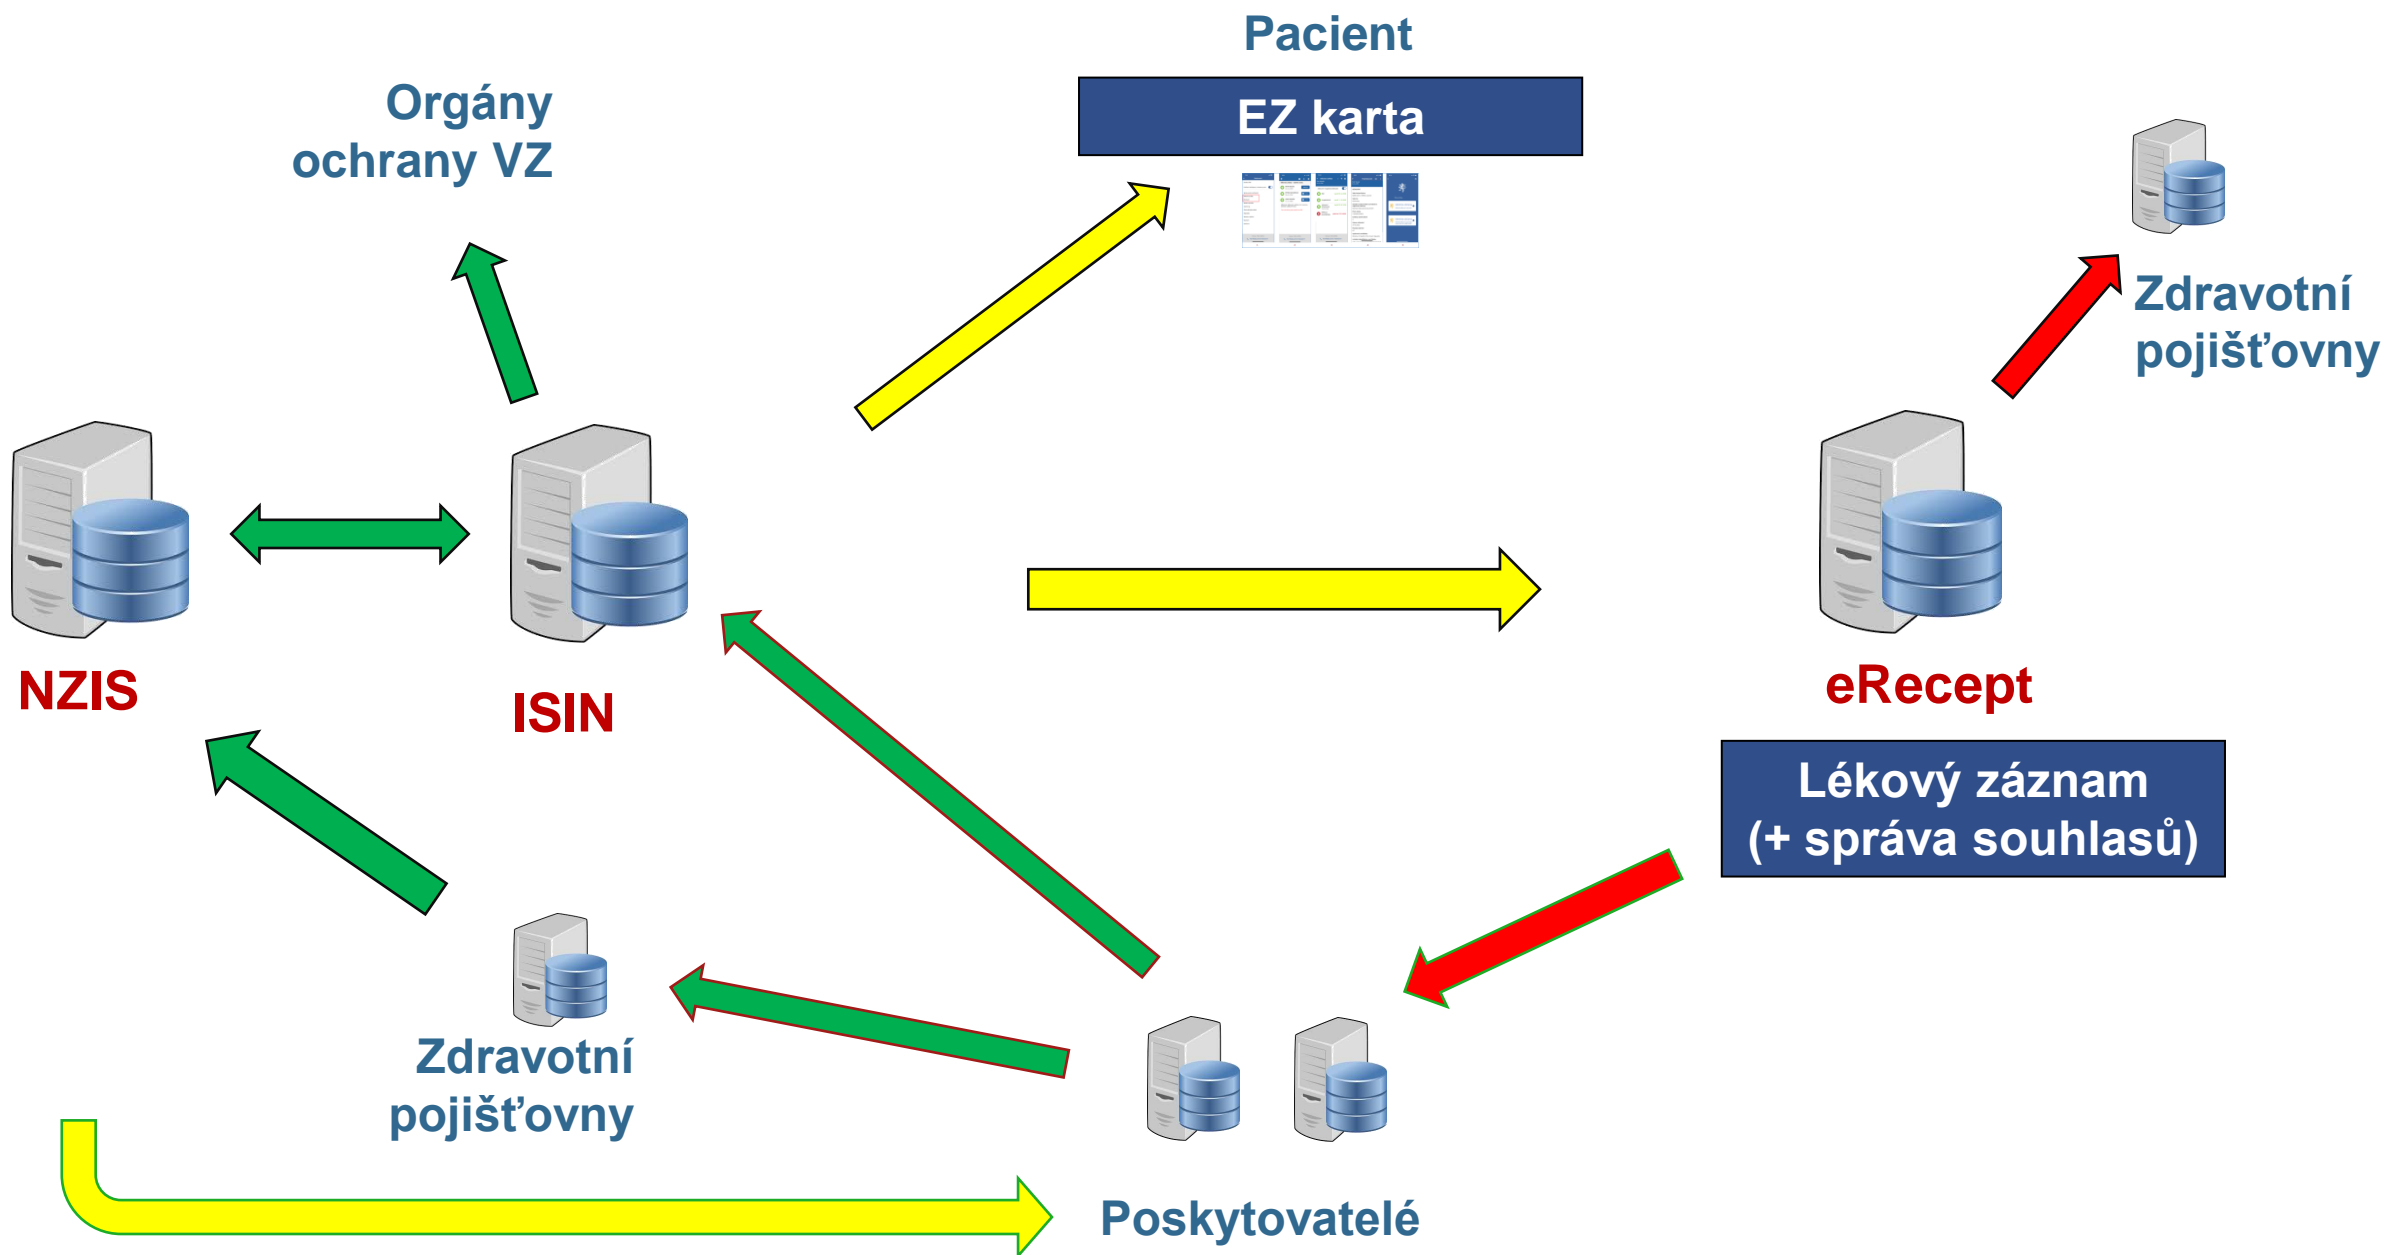 Pacient
EZ karta
Orgány
ochrany VZ
Zdravotní
pojišťovny
NZIS
ISIN
eRecept
Lékový záznam
(+ správa souhlasů)
Zdravotní
pojišťovny
Poskytovatelé